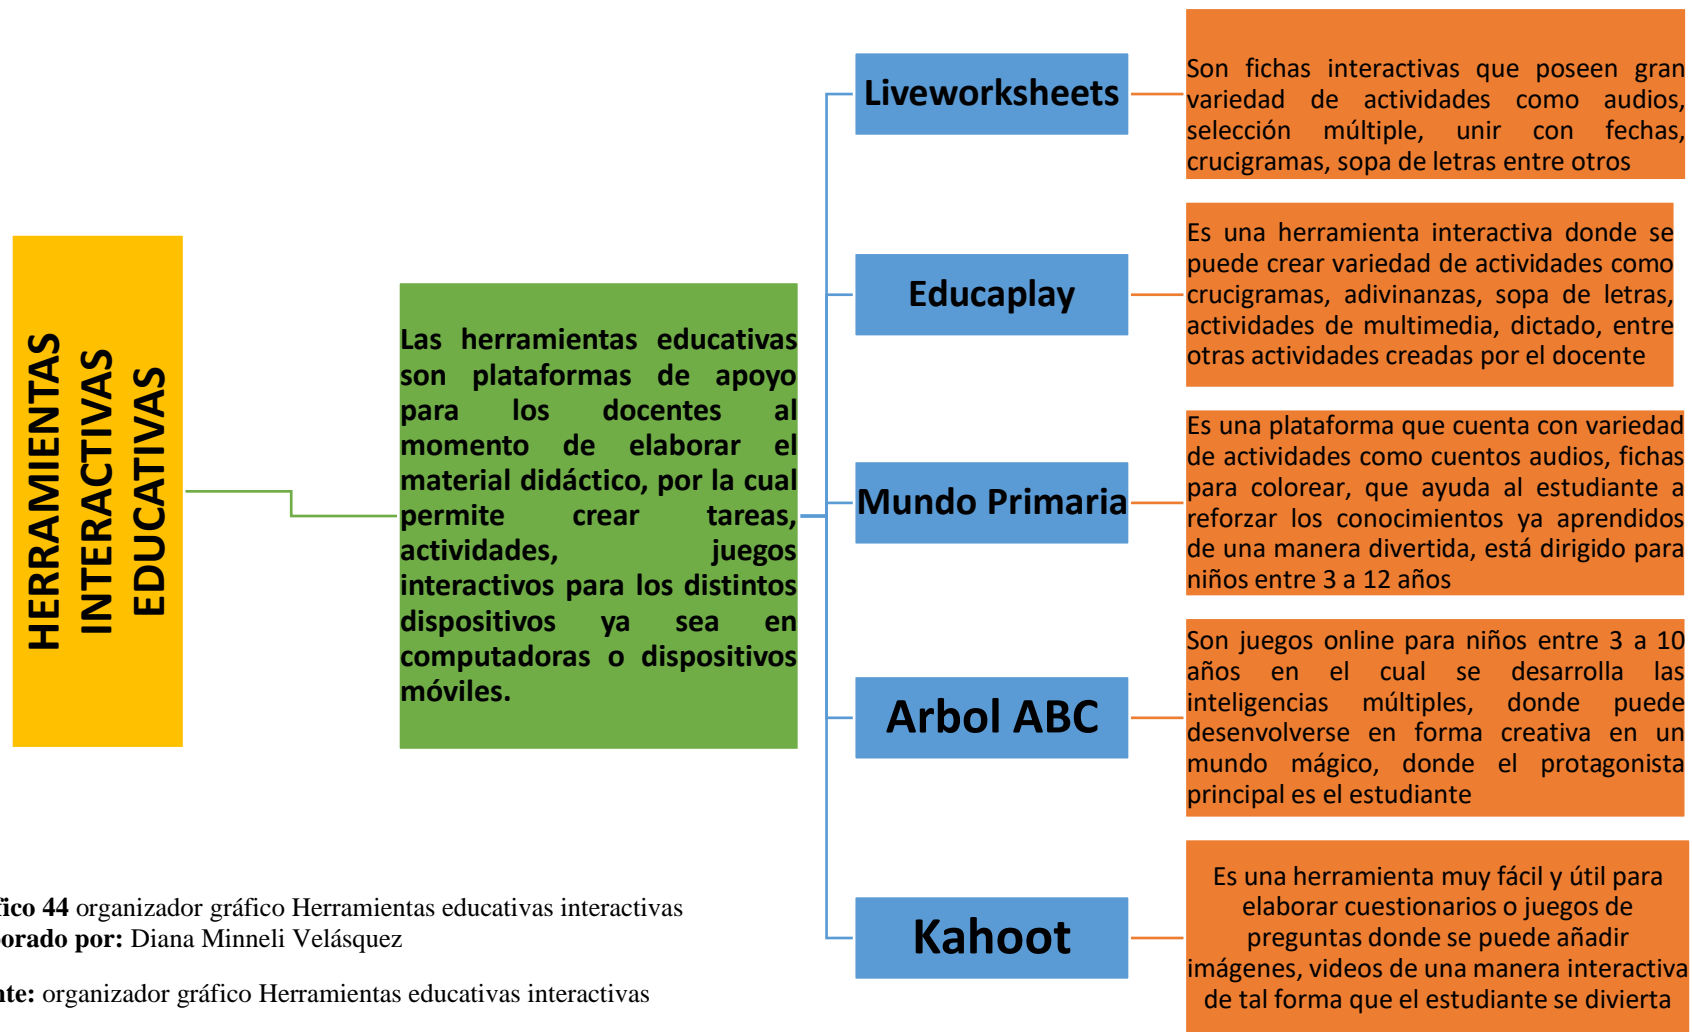 HERRAMIENTAS
INTERACTIVAS
EDUCATIVAS
Las herramientas educativas
son plataformas de apoyo
para los docentes al
momento de elaborar el
material didáctico, por la cual
permite crear tareas,
actividades, juegos
interactivos para los distintos
dispositivos ya sea en
computadoras o dispositivos
móviles.
Liveworksheets
Son fichas interactivas que poseen gran
variedad de actividades como audios,
selección múltiple, unir con fechas,
crucigramas, sopa de letras entre otros
Educaplay
Es una herramienta interactiva donde se
puede crear variedad de actividades como
crucigramas, adivinanzas, sopa de letras,
actividades de multimedia, dictado, entre
otras actividades creadas por el docente
Mundo Primaria
Es una plataforma que cuenta con variedad
de actividades como cuentos audios, fichas
para colorear, que ayuda al estudiante a
reforzar los conocimientos ya aprendidos
de una manera divertida, está dirigido para
niños entre 3 a 12 años
Arbol ABC
Son juegos online para niños entre 3 a 10
años en el cual se desarrolla las
inteligencias múltiples, donde puede
desenvolverse en forma creativa en un
mundo mágico, donde el protagonista
principal es el estudiante
Kahoot
Es una herramienta muy fácil y útil para
elaborar cuestionarios o juegos de
preguntas donde se puede añadir
imágenes, videos de una manera interactiva
de tal forma que el estudiante se divierta
fico 44 organizador gráfico Herramientas educativas interactivas
orado por: Diana Minneli Velásquez
nte: organizador gráfico Herramientas educativas interactivas